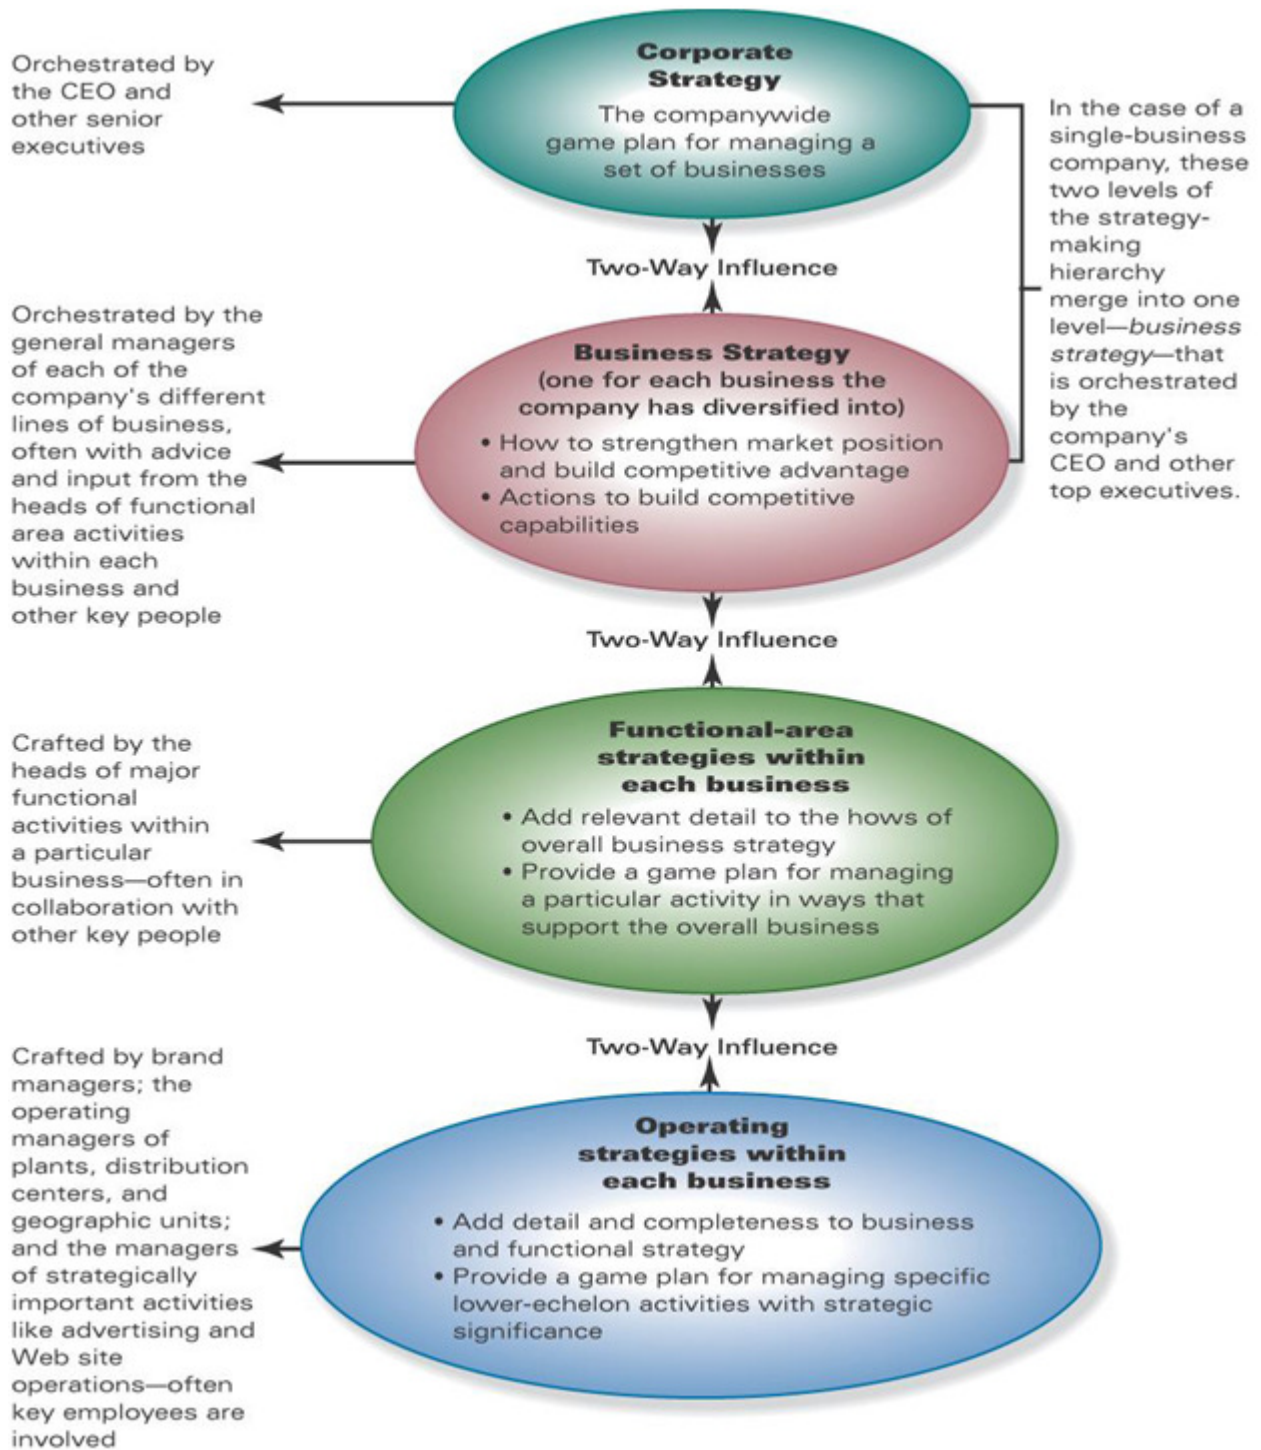 Corporate
Strategy
The companywide
game plan for managing a
set of businesses
Orchestrated by
the CEO and
other senior
executives
In the case of a
single-business
company, these
two levels of
the strategy-
making
hierarchy
merge into one
level—business
strategy—that
is orchestrated
by the
company's
CEO and other
top executives.
Two-Way Influence
Orchestrated by the
general managers
of each of the
company's different
lines of business,
often with advice
and input from the
heads of functional
area activities
within each
business and
other key people
Business Strategy
(one for each business the
company has diversified into)
• How to strengthen market position
and build competitive advantage
• Actions to build competitive
capabilities
Two-Way Influence
Crafted by the
heads of major
functional
activities within
a particular
business—often in
collaboration with
other key people
Functional-area
strategies within
each business
• Add relevant detail to the hows of
overall business strategy
• Provide a game plan for managing
a particular activity in ways that
support the overall business
Two-Way Influence
Crafted by brand
managers; the
operating
managers of
plants, distribution
centers, and
geographic units;
and the managers
of strategically
important activities
like advertising and
Web site
operations—often
key employees are
involved
Operating
strategies within
each business
• Add detail and completeness to business
and functional strategy
• Provide a game plan for managing specific
lower-echelon activities with strategic
significance